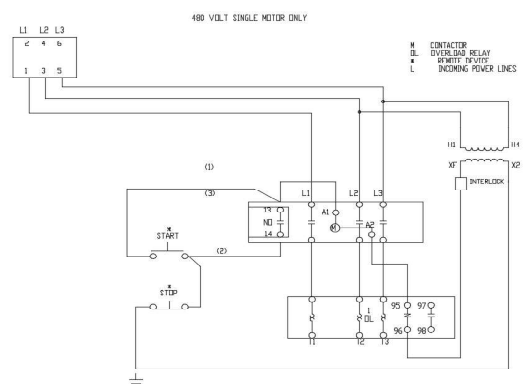 480 VOLT SINGLE MOTOR ONLY
L1 L2 L3
2 4 6
1 3 5
M CONTACTOR
OL OVERLOAD RELAY
* REMOTE DEVICE
L INCOMING POWER LINES
H1 H4
XF X2
INTERLOCK
(1)
(3)
L1 L2 L3
13 A1
NO M A2
14
*
START
(2)
*
STOP
I
OL
95 97
96 98
T1 T2 T3